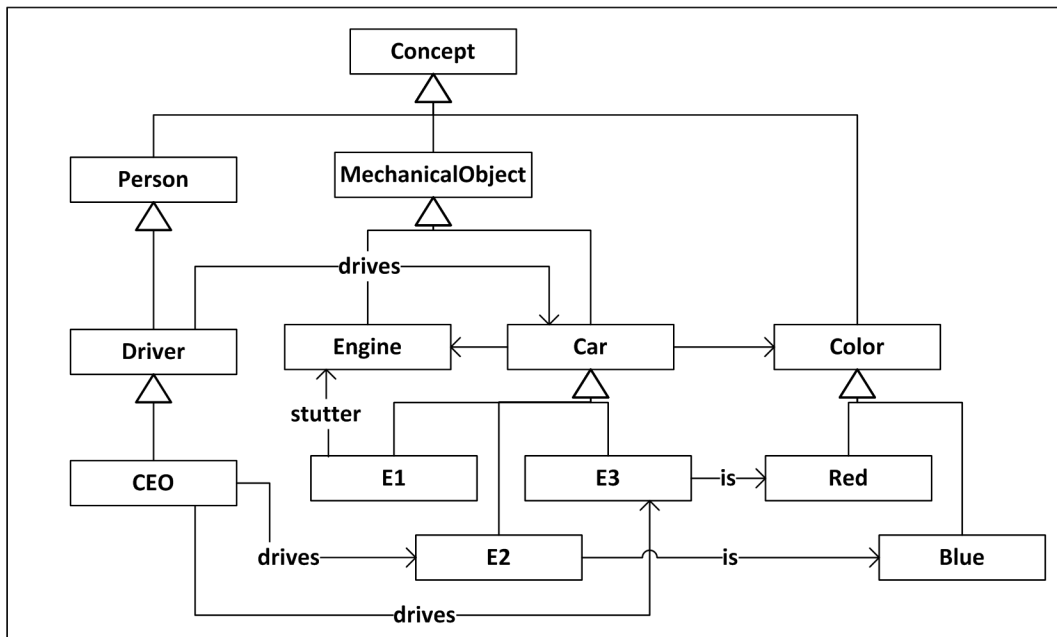 Concept
Person
MechanicalObject
drives
Driver
Engine
Car
Color
stutter
CEO
E1
E3
is
Red
drives
E2
is
Blue
drives